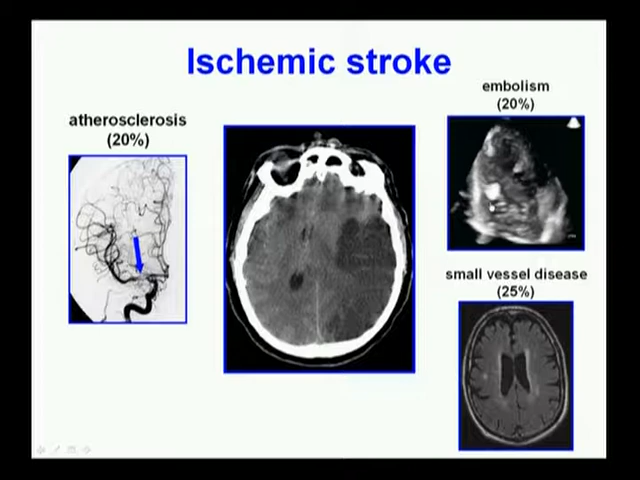 Ischemic stroke
embolism
(20%)
atherosclerosis
(20%)
small vessel disease
(25%)